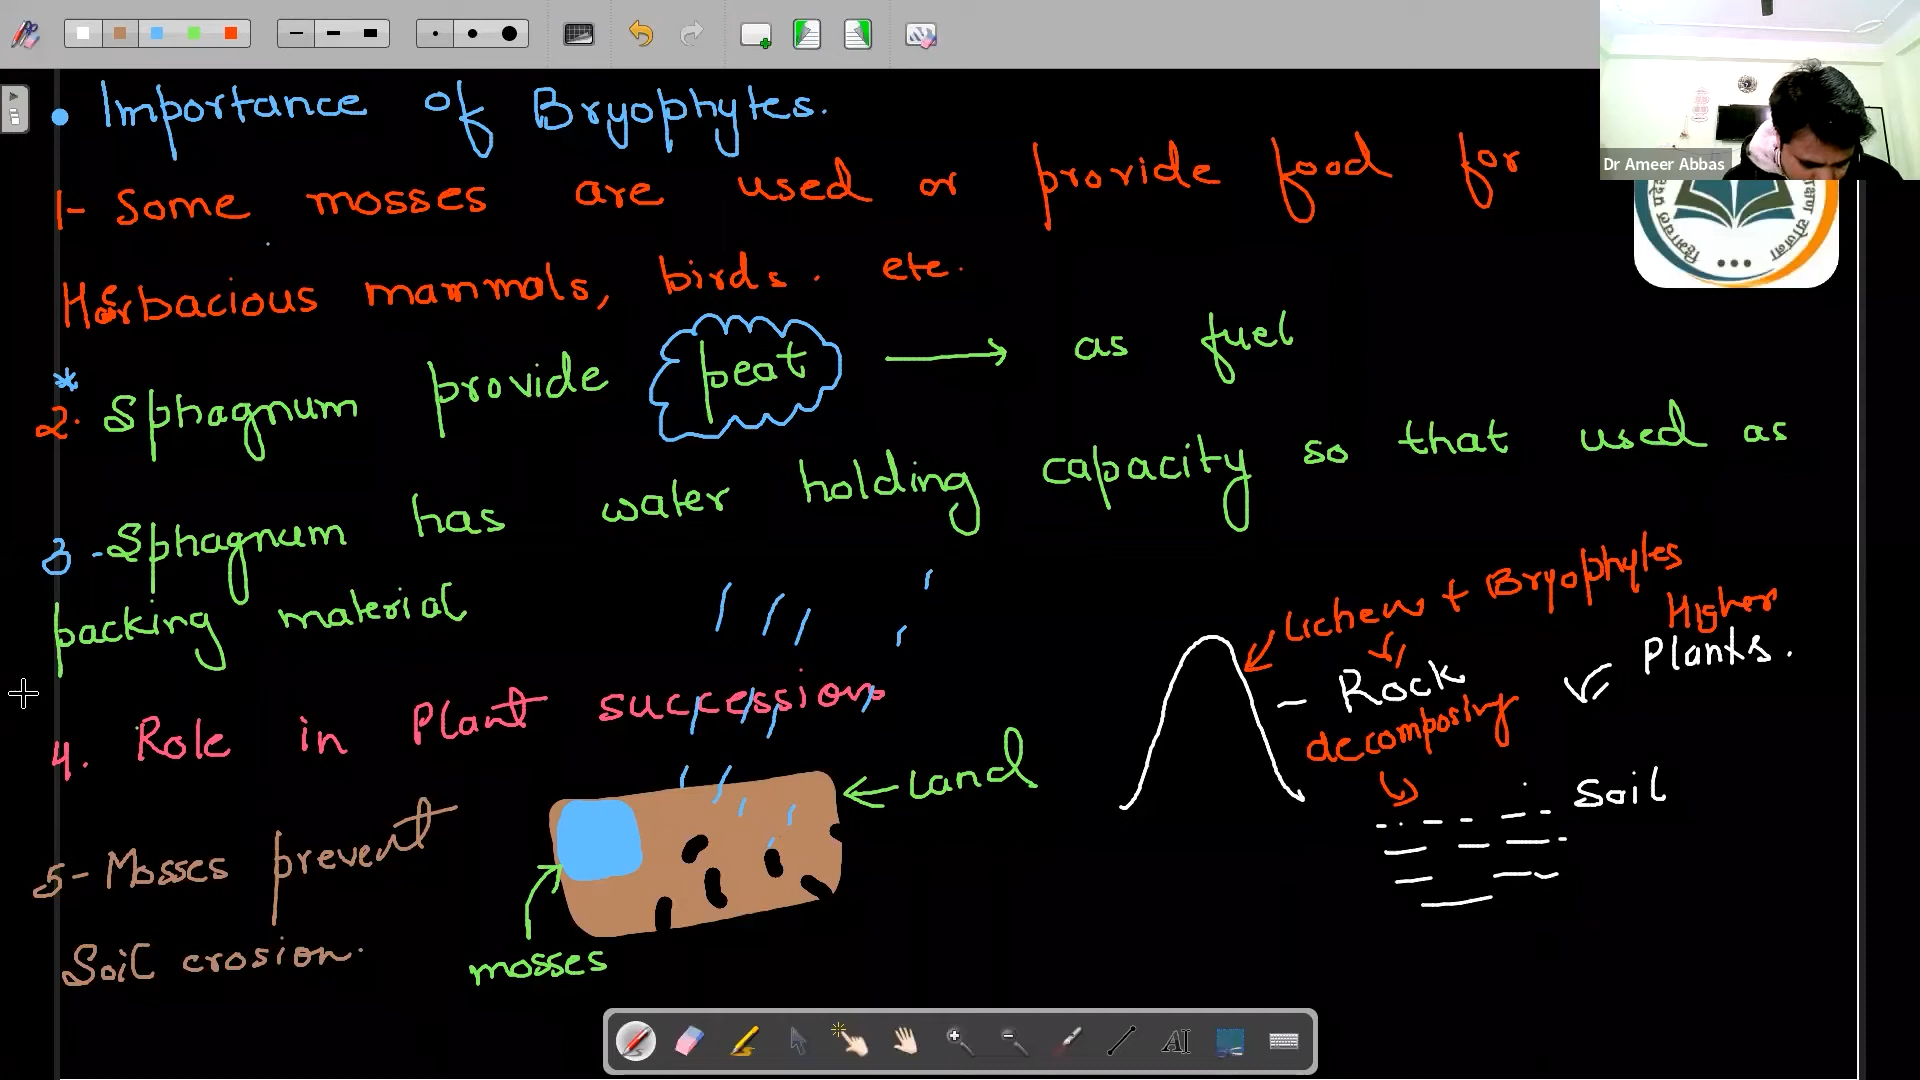 • Importance of Bryophytes.
1- Some mosses are used or provide food for
Herbacious mammals, birds. etc.
* 2. Sphagnum provide peat → as fuel
3 - Sphagnum has water holding capacity so that used as
packing material
4. Role in Plant succession
5- Mosses prevent
Soil erosion.
mosses
← Land
Lichen + Bryophytes
- Rock
decomposing
Soil
Higher
Plants.
Dr Ameer Abbas